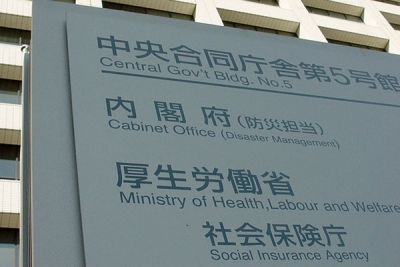 中央合同庁舎第5号館
Central Gov't Bldg. No.5
内閣府(防災担当)
Cabinet Office (Disaster Management)
厚生労働省
Ministry of Health,Labour and Welfare
社会保険庁
Social Insurance Agency